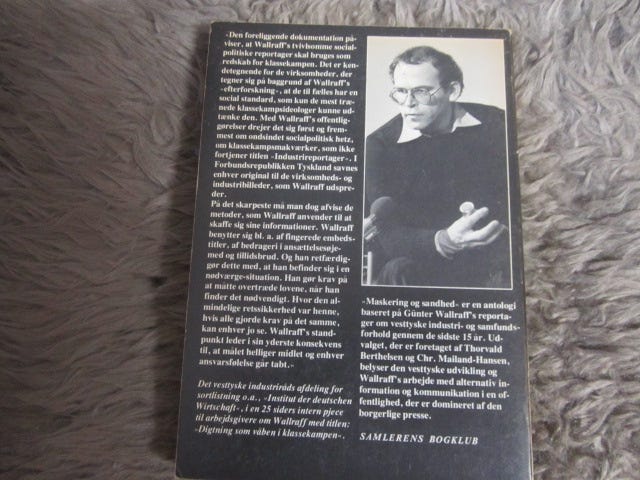 »Den foreliggende dokumentation på-
viser, at Wallraff's tvivlsomme social-
politiske reportager skal bruges som
redskab for klassekampen. Det er ken-
detegnende for de virksomheder, der
tegner sig på baggrund af Wallraff's
»efterforskning«, at de til fælles har en
social standard, som kun de mest træ-
nede klassekampsideologer kunne ud-
tænke den. Med Wallraff's offentlig-
gørelser drejer det sig først og frem-
mest om ondsindet socialpolitisk hetz,
om klassekampsmakværker, som ikke
fortjener titlen »Industrireportager«. I
Forbundsrepublikken Tyskland savnes
enhver original til de virksomheds- og
industribilleder, som Wallraff udspre-
der.
På det skarpeste må man dog afvise de
metoder, som Wallraff anvender til at
skaffe sig sine informationer. Wallraff
benytter sig bl. a. af fingerede embeds-
titler, af bedrageri i ansættelsesøje-
med og tillidsbrud. Og han retfærdig-
gør dette med, at han befinder sig i en
nødværge-situation. Han gør krav på
at måtte overtræde lovene, når han
finder det nødvendigt. Hvor den al-
mindelige retssikkerhed var henne,
hvis alle gjorde krav på det samme,
kan enhver jo se. Wallraff's stand-
punkt leder i sin yderste konsekvens
til, at målet helliger midlet og enhver
ansvarsfølelse går tabt.«
Det vesttyske industriråds afdeling for
sortlistning o.a., »Institut der deutschen
Wirtschaft«, i en 25 siders intern pjece
til arbejdsgivere om Wallraff med titlen:
»Digtning som våben i klassekampen«.
»Maskering og sandhed« er en antologi
baseret på Günter Wallraff's reporta-
ger om vesttyske industri- og samfunds-
forhold gennem de sidste 15 år. Ud-
valget, der er foretaget af Thorvald
Berthelsen og Chr. Mailand-Hansen,
belyser den vesttyske udvikling og
Wallraff's arbejde med alternativ in-
formation og kommunikation i en of-
fentlighed, der er domineret af den
borgerlige presse.
SAMLERENS BOGKLUB